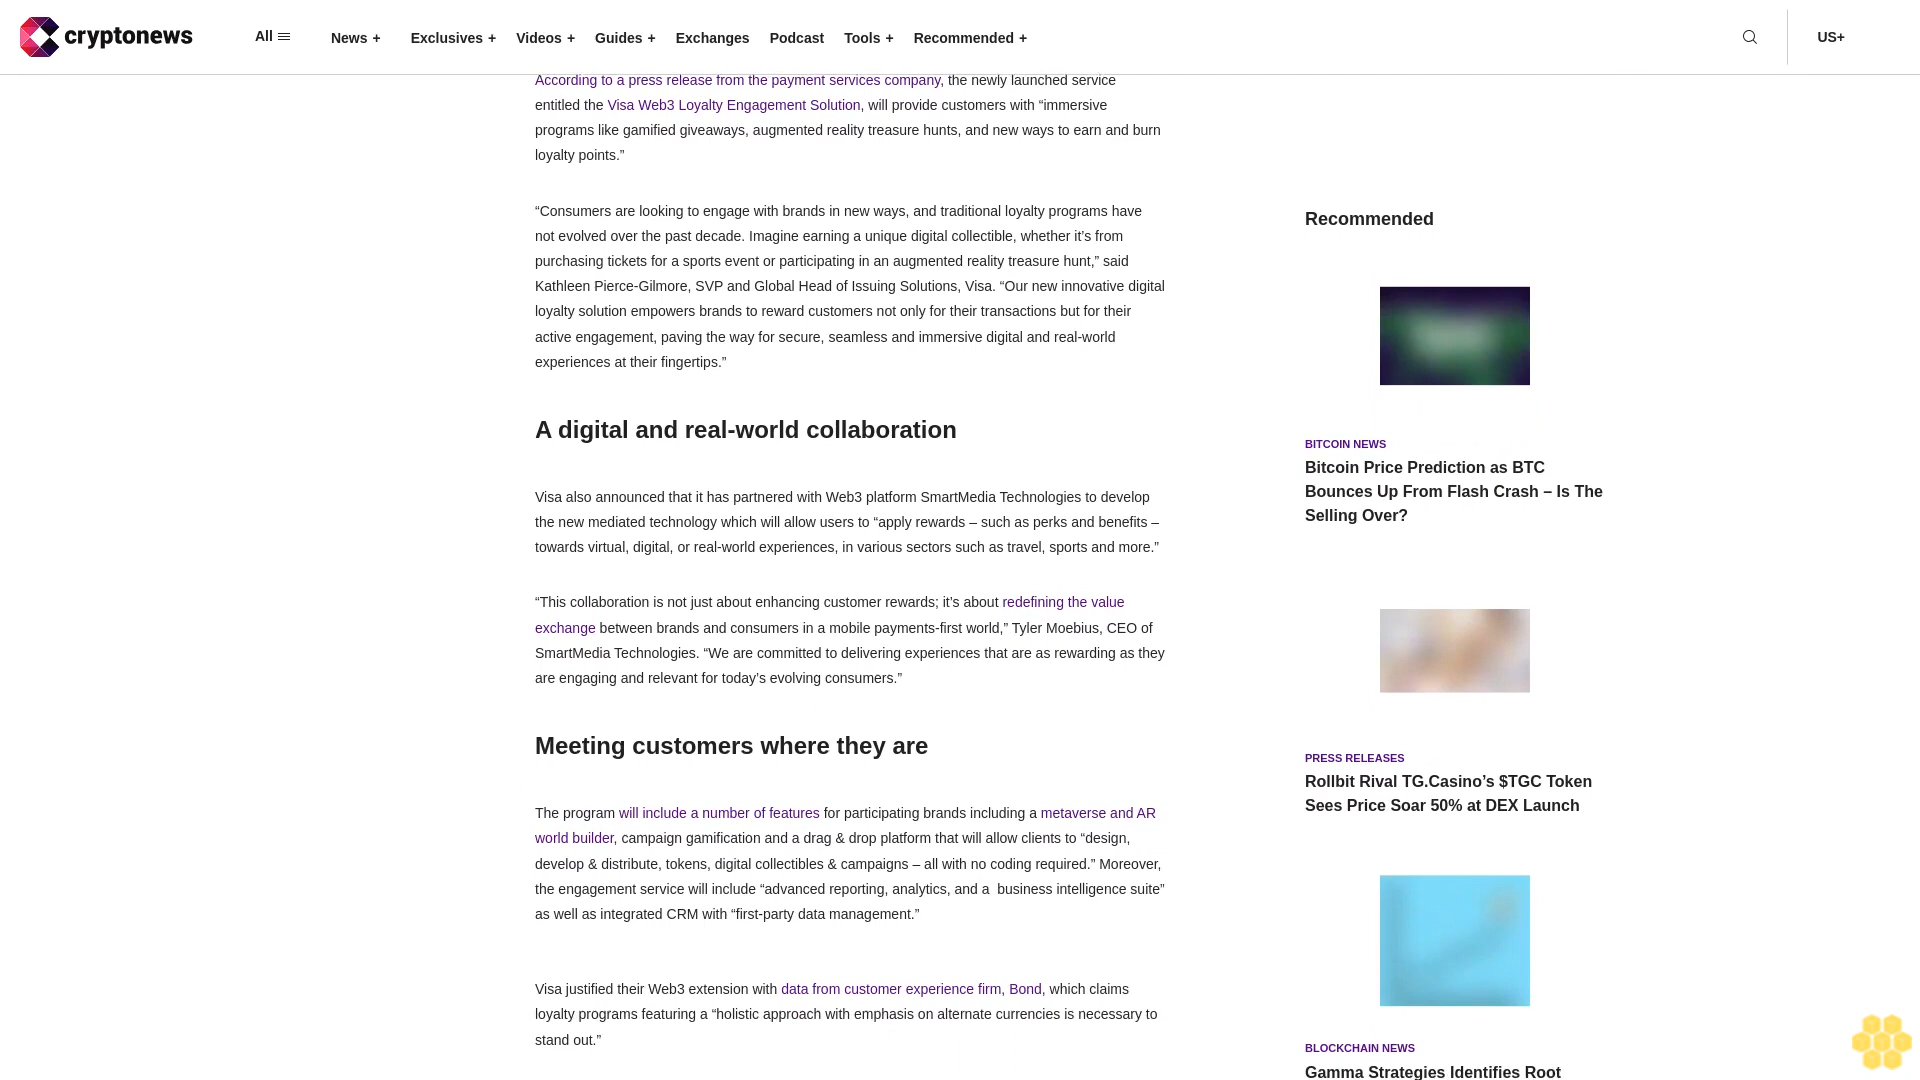 cryptonews
All
News +
Exclusives +
Videos +
Guides +
Exchanges
Podcast
Tools +
Recommended +
US+
According to a press release from the payment services company, the newly launched service
entitled the Visa Web3 Loyalty Engagement Solution, will provide customers with “immersive
programs like gamified giveaways, augmented reality treasure hunts, and new ways to earn and burn
loyalty points.”
“Consumers are looking to engage with brands in new ways, and traditional loyalty programs have
not evolved over the past decade. Imagine earning a unique digital collectible, whether it’s from
purchasing tickets for a sports event or participating in an augmented reality treasure hunt,” said
Kathleen Pierce-Gilmore, SVP and Global Head of Issuing Solutions, Visa. “Our new innovative digital
loyalty solution empowers brands to reward customers not only for their transactions but for their
active engagement, paving the way for secure, seamless and immersive digital and real-world
experiences at their fingertips.”
A digital and real-world collaboration
Visa also announced that it has partnered with Web3 platform SmartMedia Technologies to develop
the new mediated technology which will allow users to “apply rewards – such as perks and benefits –
towards virtual, digital, or real-world experiences, in various sectors such as travel, sports and more.”
“This collaboration is not just about enhancing customer rewards; it’s about redefining the value
exchange between brands and consumers in a mobile payments-first world,” Tyler Moebius, CEO of
SmartMedia Technologies. “We are committed to delivering experiences that are as rewarding as they
are engaging and relevant for today’s evolving consumers.”
Meeting customers where they are
The program will include a number of features for participating brands including a metaverse and AR
world builder, campaign gamification and a drag & drop platform that will allow clients to “design,
develop & distribute, tokens, digital collectibles & campaigns – all with no coding required.” Moreover,
the engagement service will include “advanced reporting, analytics, and a  business intelligence suite”
as well as integrated CRM with “first-party data management.”
Visa justified their Web3 extension with data from customer experience firm, Bond, which claims
loyalty programs featuring a “holistic approach with emphasis on alternate currencies is necessary to
stand out.”
Recommended
BITCOIN NEWS
Bitcoin Price Prediction as BTC
Bounces Up From Flash Crash – Is The
Selling Over?
PRESS RELEASES
Rollbit Rival TG.Casino’s $TGC Token
Sees Price Soar 50% at DEX Launch
BLOCKCHAIN NEWS
Gamma Strategies Identifies Root